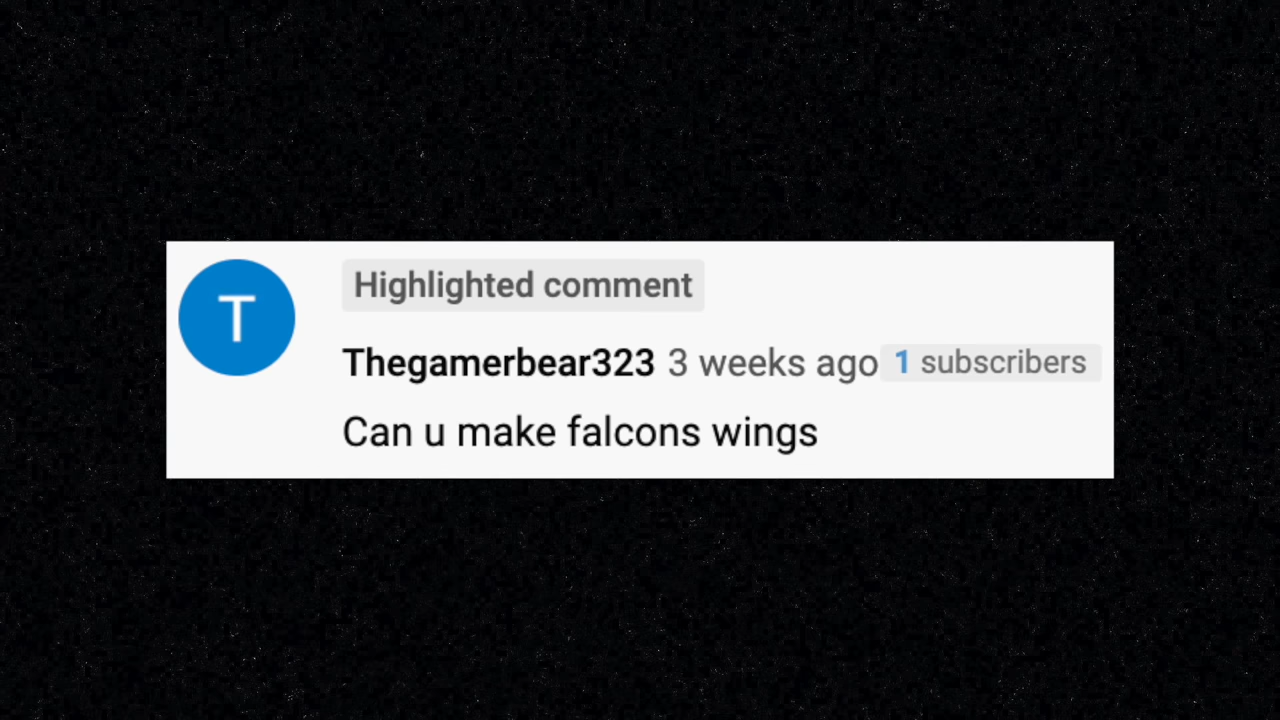 T
Highlighted comment
Thegamerbear323 3 weeks ago 1 subscribers
Can u make falcons wings